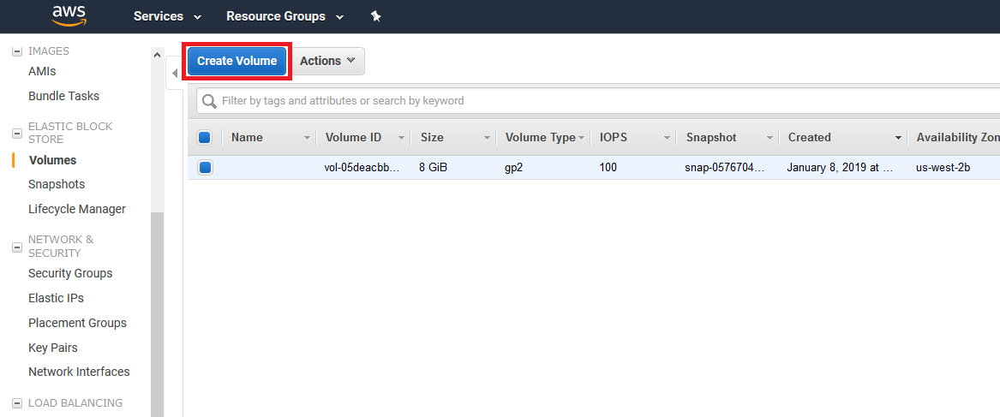 aws Services Resource Groups
IMAGES
AMIs
Bundle Tasks
ELASTIC BLOCK
STORE
Volumes
Snapshots
Lifecycle Manager
NETWORK &
SECURITY
Security Groups
Elastic IPs
Placement Groups
Key Pairs
Network Interfaces
LOAD BALANCING
Create Volume Actions
Filter by tags and attributes or search by keyword
Name Volume ID Size Volume Type IOPS Snapshot Created Availability Zon
vol-05deacbb... 8 GiB gp2 100 snap-0576704... January 8, 2019 at ... us-west-2b